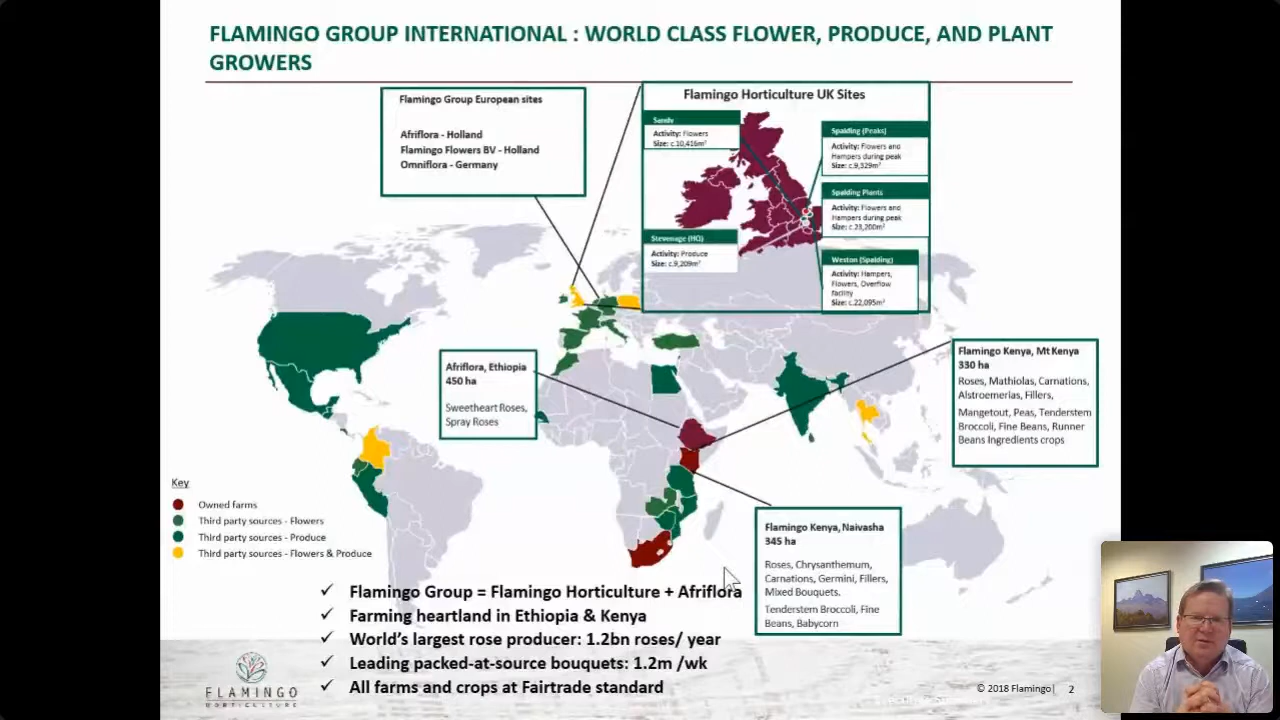 FLAMINGO GROUP INTERNATIONAL : WORLD CLASS FLOWER, PRODUCE, AND PLANT
GROWERS
Flamingo Group European sites
Afriflora - Holland
Flamingo Flowers BV - Holland
Omniflora - Germany
Flamingo Horticulture UK Sites
Sandy
Activity: Flowers
Size: c.10,416m²
Spalding (Peaks)
Activity: Flowers and
Hampers during peak
Size: c.9,529m²
Spalding Plants
Activity: Flowers and
Hampers during peak
Size: c.23,200m²
Stevenage (HQ)
Activity: Produce
Size: c.9,209m²
Weston (Spalding)
Activity: Hampers,
Flowers, Overflow
facility
Size: c.22,095m²
Afriflora, Ethiopia
450 ha
Sweetheart Roses,
Spray Roses
Flamingo Kenya, Mt Kenya
330 ha
Roses, Mathiolas, Carnations,
Alstroemerias, Fillers,
Mangetout, Peas, Tenderstem
Broccoli, Fine Beans, Runner
Beans Ingredients crops
Flamingo Kenya, Naivasha
345 ha
Roses, Chrysanthemum,
Carnations, Germini, Fillers,
Mixed Bouquets.
Tenderstem Broccoli, Fine
Beans, Babycorn
Key
Owned farms
Third party sources - Flowers
Third party sources - Produce
Third party sources - Flowers & Produce
✓ Flamingo Group = Flamingo Horticulture + Afriflora
✓ Farming heartland in Ethiopia & Kenya
✓ World's largest rose producer: 1.2bn roses/ year
✓ Leading packed-at-source bouquets: 1.2m /wk
✓ All farms and crops at Fairtrade standard
FLAMINGO
HORTICULTURE
© 2018 Flamingo| 2